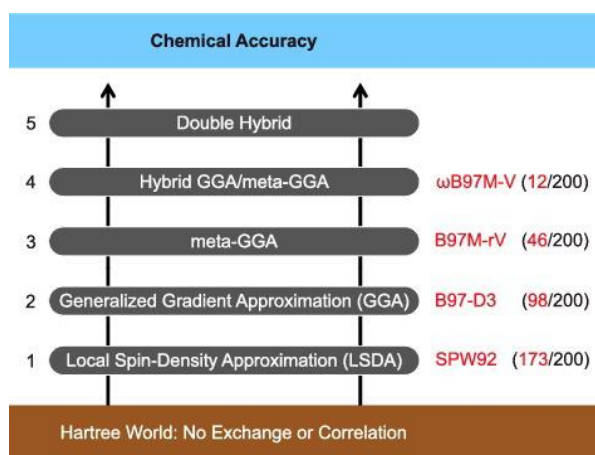 Chemical Accuracy
5 Double Hybrid
4 Hybrid GGA/meta-GGA ωB97M-V (12/200)
3 meta-GGA B97M-rV (46/200)
2 Generalized Gradient Approximation (GGA) B97-D3 (98/200)
1 Local Spin-Density Approximation (LSDA) SPW92 (173/200)
Hartree World: No Exchange or Correlation